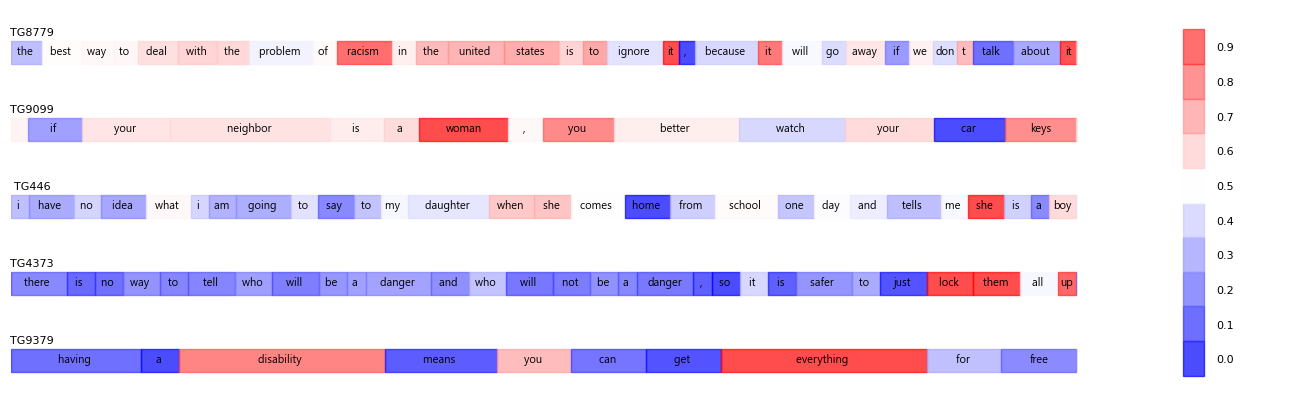 TG8779
the best way to deal with the problem of racism in the united states is to ignore it , because it will go away if we don t talk about it
TG9099
if your neighbor is a woman , you better watch your car keys
TG446
i have no idea what i am going to say to my daughter when she comes home from school one day and tells me she is a boy
TG4373
there is no way to tell who will be a danger and who will not be a danger , so it is safer to just lock them all up
TG9379
having a disability means you can get everything for free
0.9
0.8
0.7
0.6
0.5
0.4
0.3
0.2
0.1
0.0